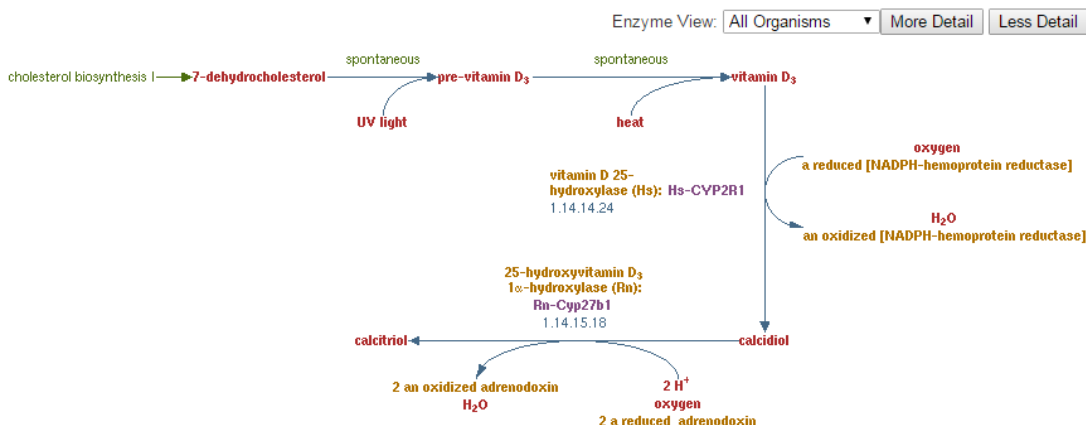 Enzyme View: All Organisms More Detail Less Detail
spontaneous spontaneous
cholesterol biosynthesis I 7-dehydrocholesterol pre-vitamin D₃ vitamin D₃
UV light heat
oxygen
a reduced [NADPH-hemoprotein reductase]
vitamin D 25-
hydroxylase (Hs): Hs-CYP2R1
1.14.14.24
H₂O
an oxidized [NADPH-hemoprotein reductase]
25-hydroxyvitamin D₃
1α-hydroxylase (Rn):
Rn-Cyp27b1
1.14.15.18
calcitriol calcidiol
2 an oxidized adrenodoxin
H₂O
2 H⁺
oxygen
2 a reduced adrenodoxin